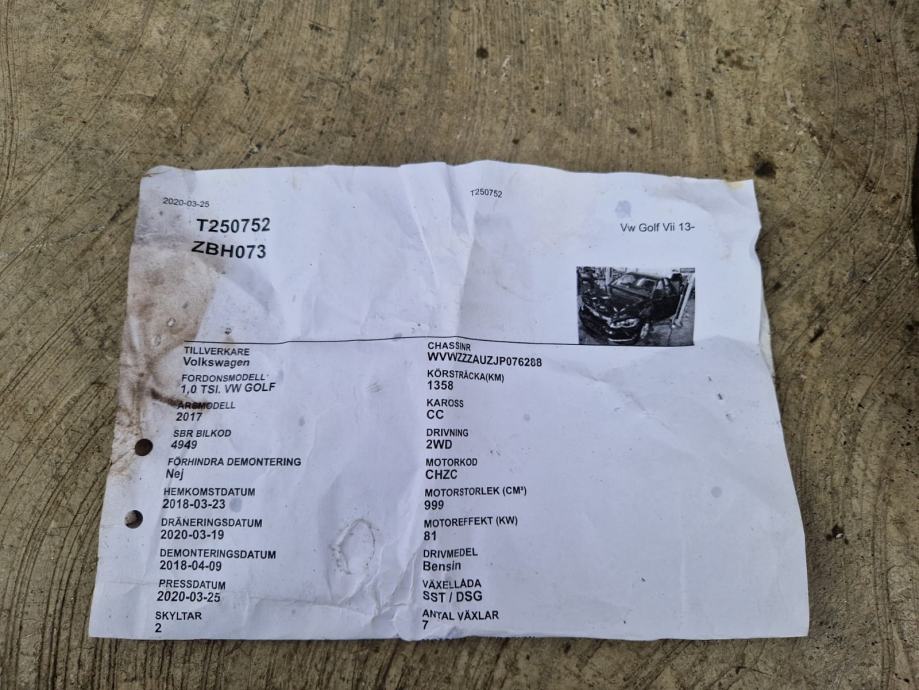 2020-03-25
T250752
T250752
Vw Golf Vii 13-
ZBH073
TILLVERKARE
Volkswagen
FORDONSMODELL
1,0 TSI. VW GOLF
ÅRSMODELL
2017
SBR BILKOD
4949
FÖRHINDRA DEMONTERING
Nej
HEMKOMSTDATUM
2018-03-23
DRÄNERINGSDATUM
2020-03-19
DEMONTERINGSDATUM
2018-04-09
PRESSDATUM
2020-03-25
SKYLTAR
2
CHASSINR
WVWZZZAUZJP076288
KÖRSTRÄCKA(KM)
1358
KAROSS
CC
DRIVNING
2WD
MOTORKOD
CHZC
MOTORSTORLEK (CM³)
999
MOTOREFFEKT (KW)
81
DRIVMEDEL
Bensin
VÄXELLÅDA
SST / DSG
ANTAL VÄXLAR
7